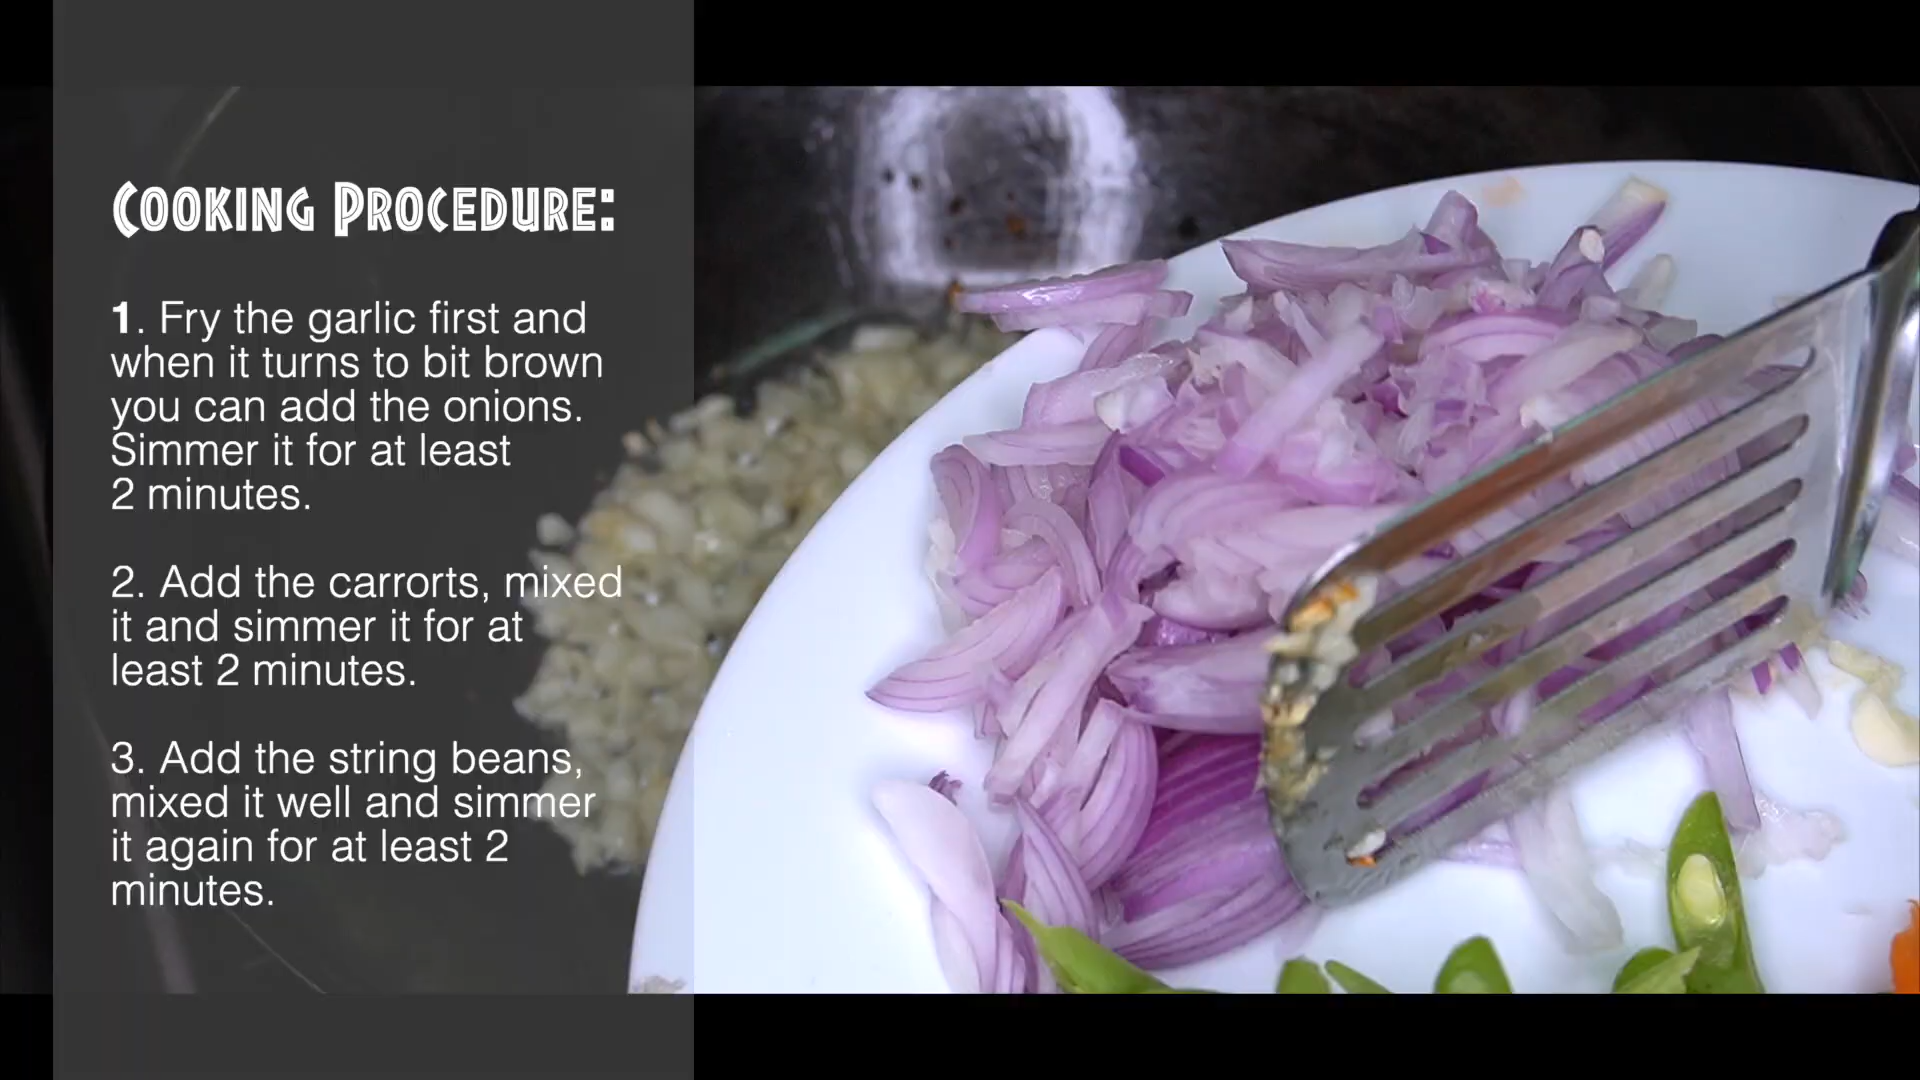 COOKING PROCEDURE:
1. Fry the garlic first and
when it turns to bit brown
you can add the onions.
Simmer it for at least
2 minutes.
2. Add the carrorts, mixed
it and simmer it for at
least 2 minutes.
3. Add the string beans,
mixed it well and simmer
it again for at least 2
minutes.